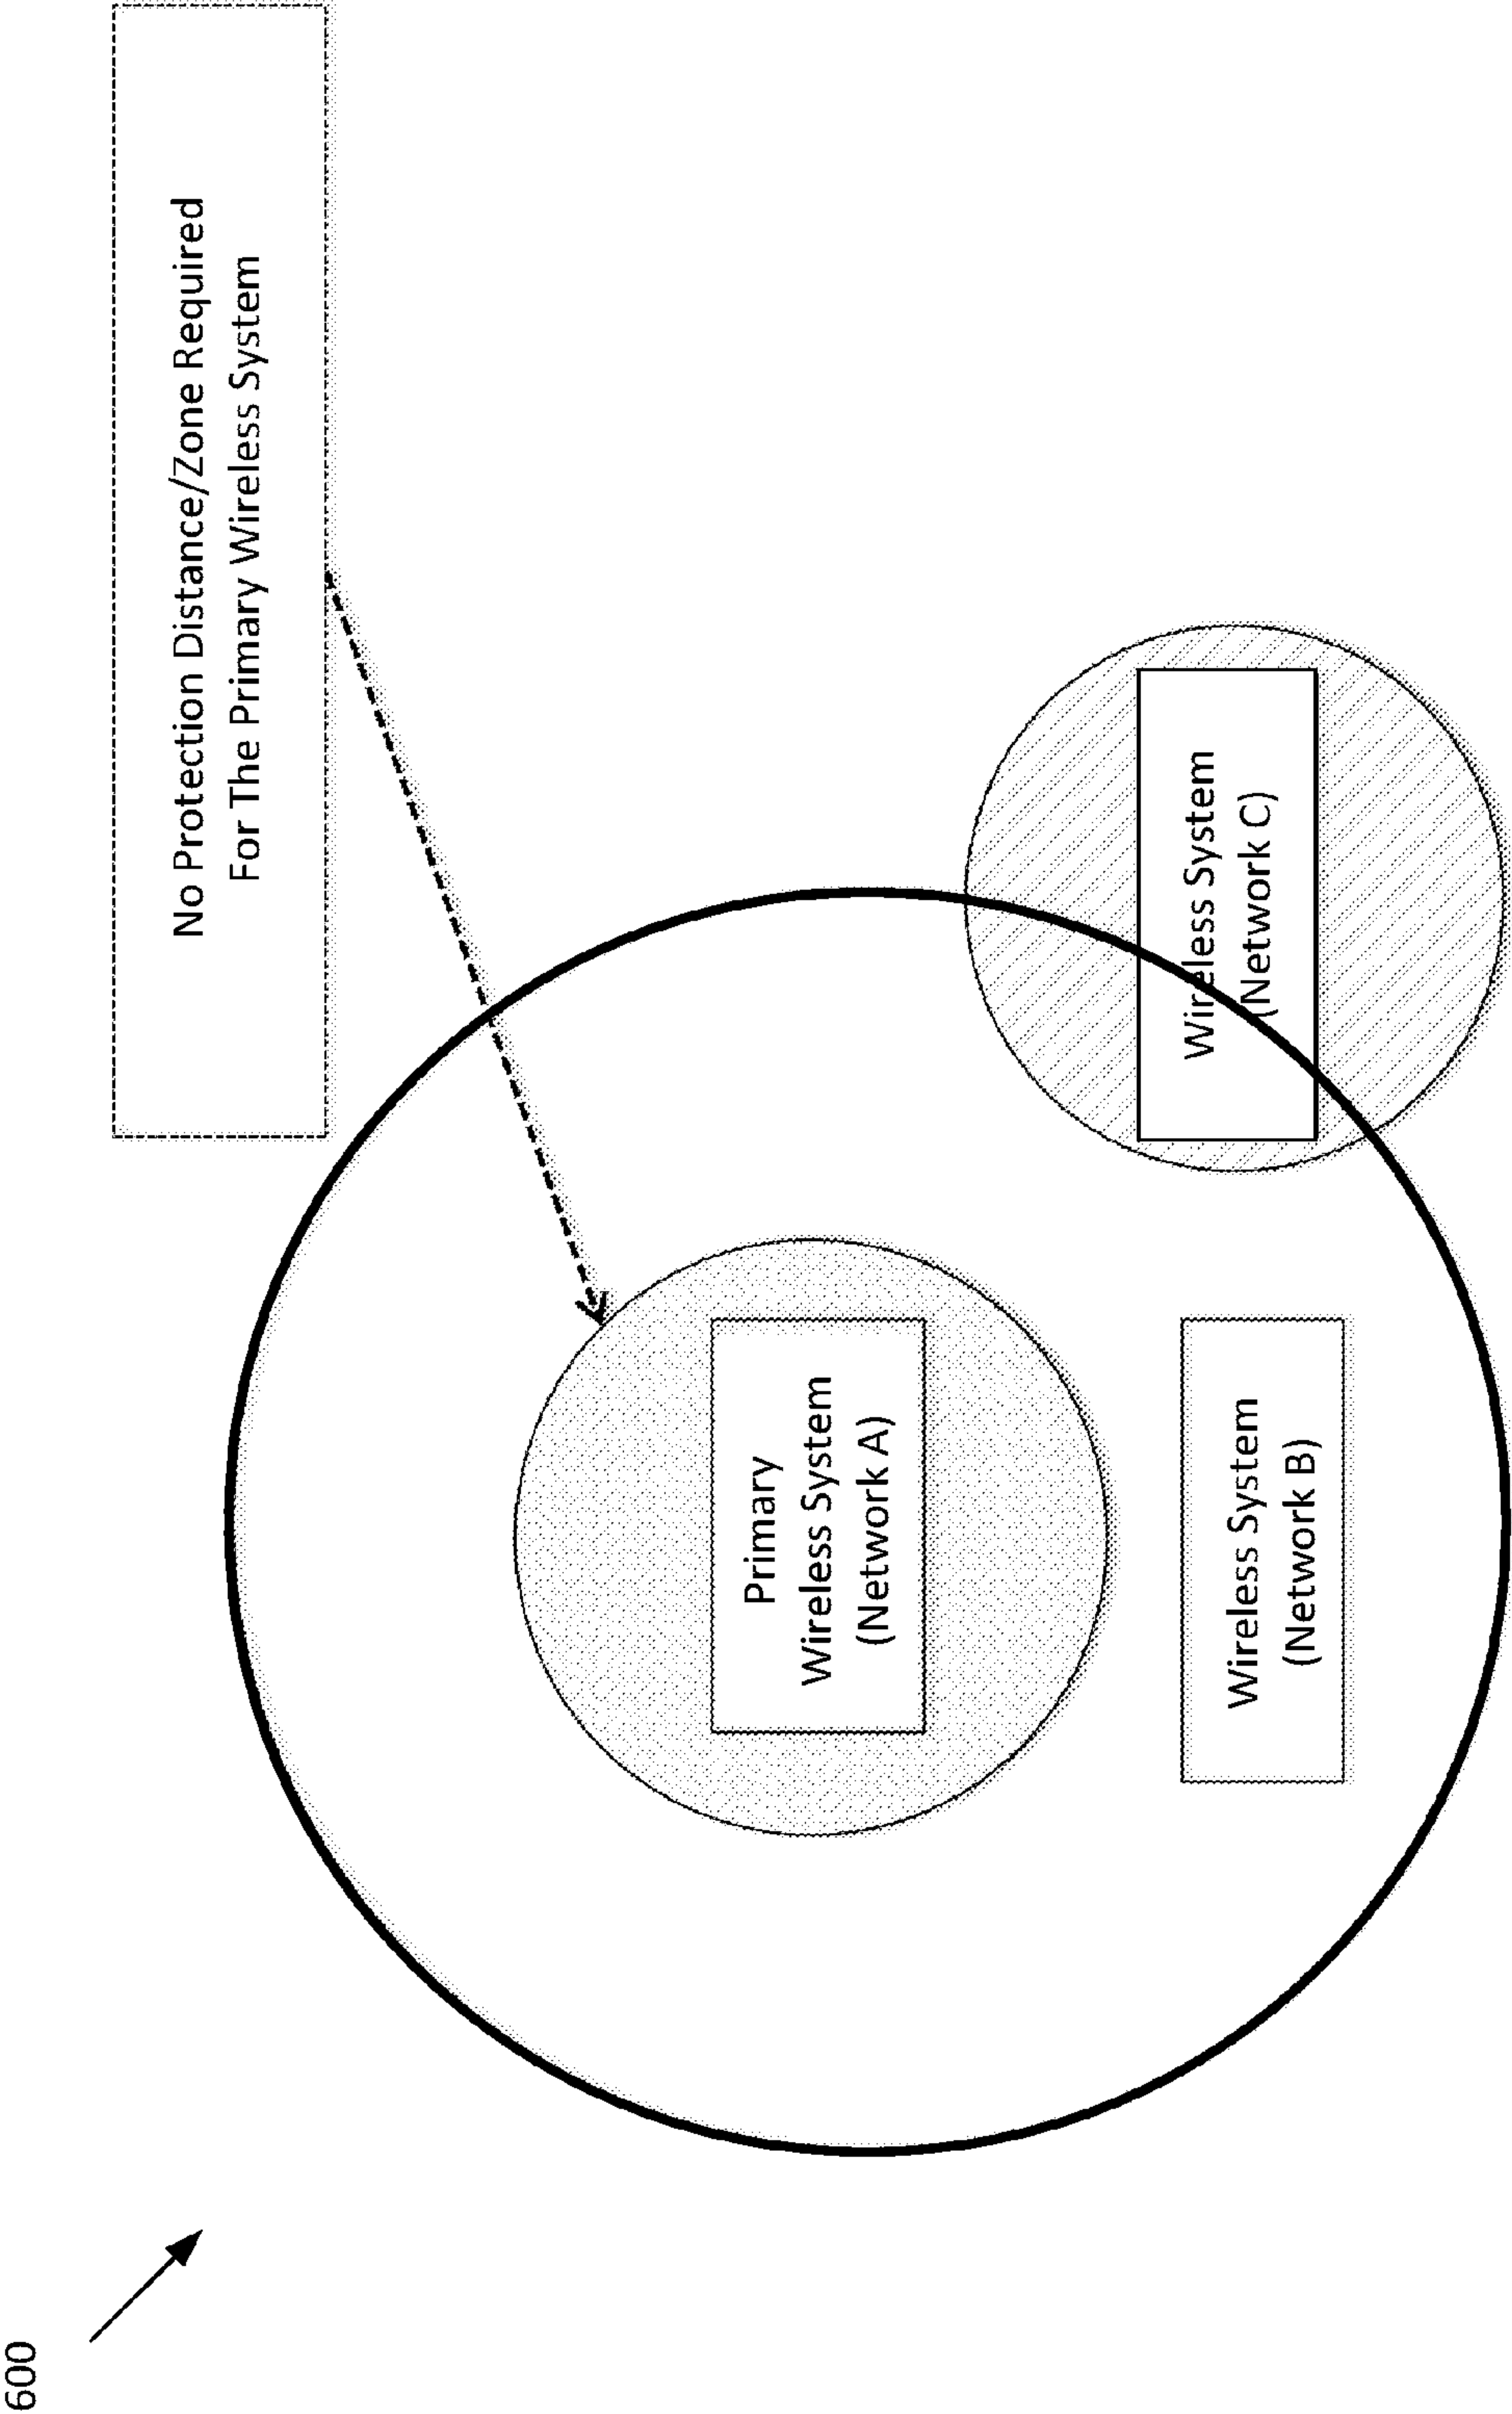 600
No Protection Distance/Zone Required
For The Primary Wireless System
Primary
Wireless System
(Network A)
Wireless System
(Network B)
Wireless System
(Network C)